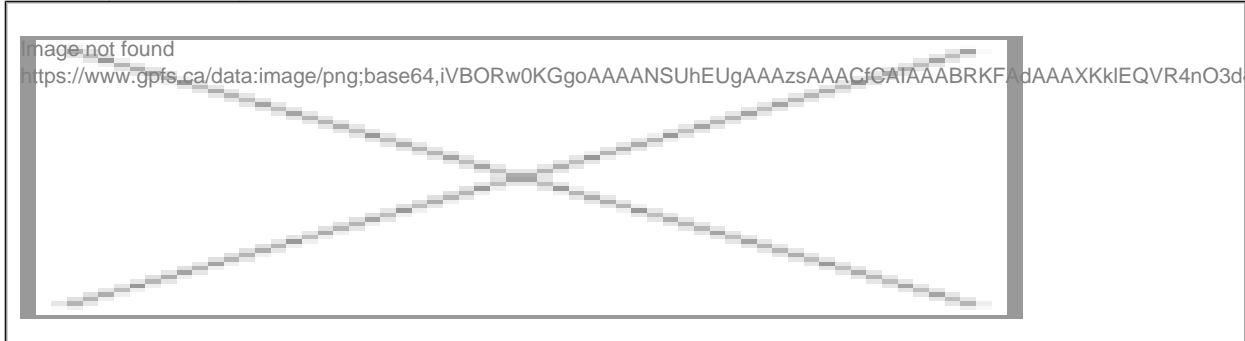 Image not found
https://www.gpfs.ca/data:image/png;base64,iVBORw0KGgoAAAANSUhEUgAAAzsAAACfCAIAAABRKFAdAAAXKklEQVR4nO3d